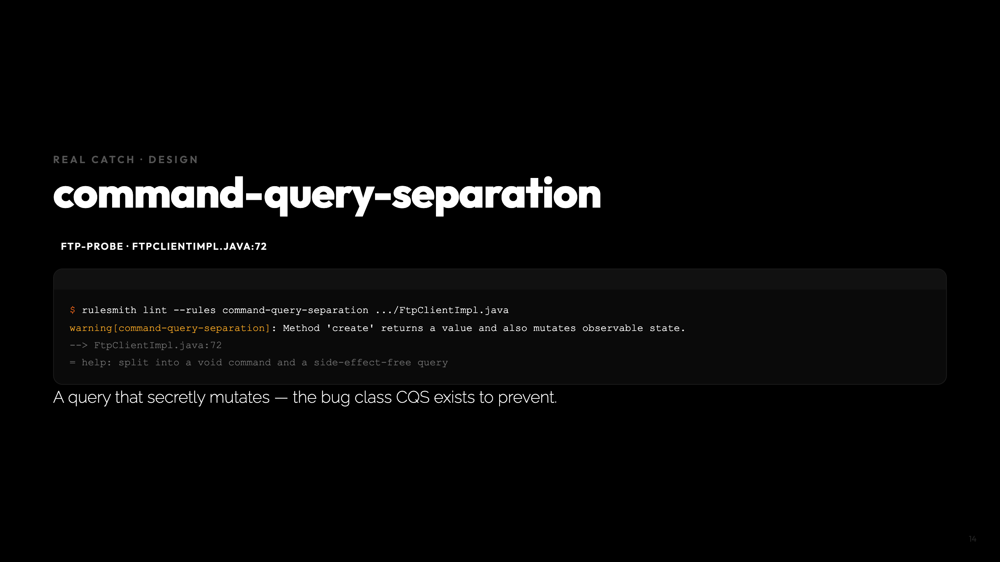 REAL CATCH · DESIGN
command-query-separation
FTP-PROBE · FTPCLIENTIMPL.JAVA:72
$ rulesmith lint --rules command-query-separation .../FtpClientImpl.java
warning[command-query-separation]: Method 'create' returns a value and also mutates observable state.
--> FtpClientImpl.java:72
= help: split into a void command and a side-effect-free query
A query that secretly mutates — the bug class CQS exists to prevent.
14